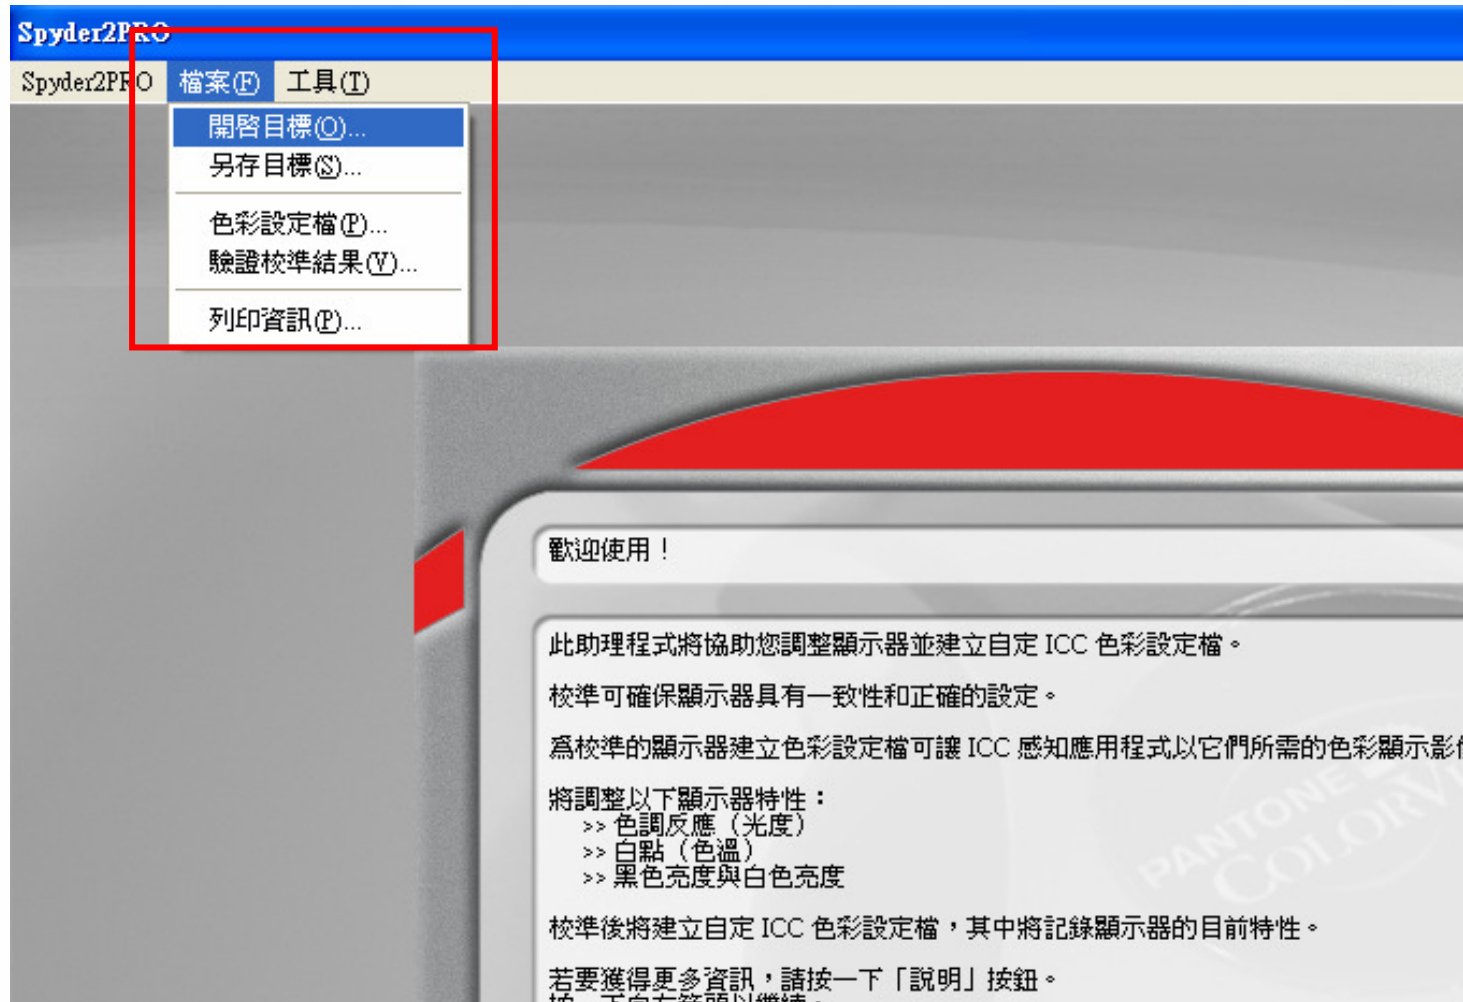 Spyder2PRO
Spyder2PRO 檔案(F) 工具(T)
開啓目標(O)...
另存目標(S)...
色彩設定檔(P)...
驗證校準結果(V)...
列印資訊(P)...
歡迎使用！
此助理程式將協助您調整顯示器並建立自定 ICC 色彩設定檔。
校準可確保顯示器具有一致性和正確的設定。
爲校準的顯示器建立色彩設定檔可讓 ICC 感知應用程式以它們所需的色彩顯示影
將調整以下顯示器特性：
>> 色調反應（光度）
>> 白點（色溫）
>> 黑色亮度與白色亮度
PANTONE
COLORV
校準後將建立自定 ICC 色彩設定檔，其中將記錄顯示器的目前特性。
若要獲得更多資訊，請按一下「說明」按鈕。